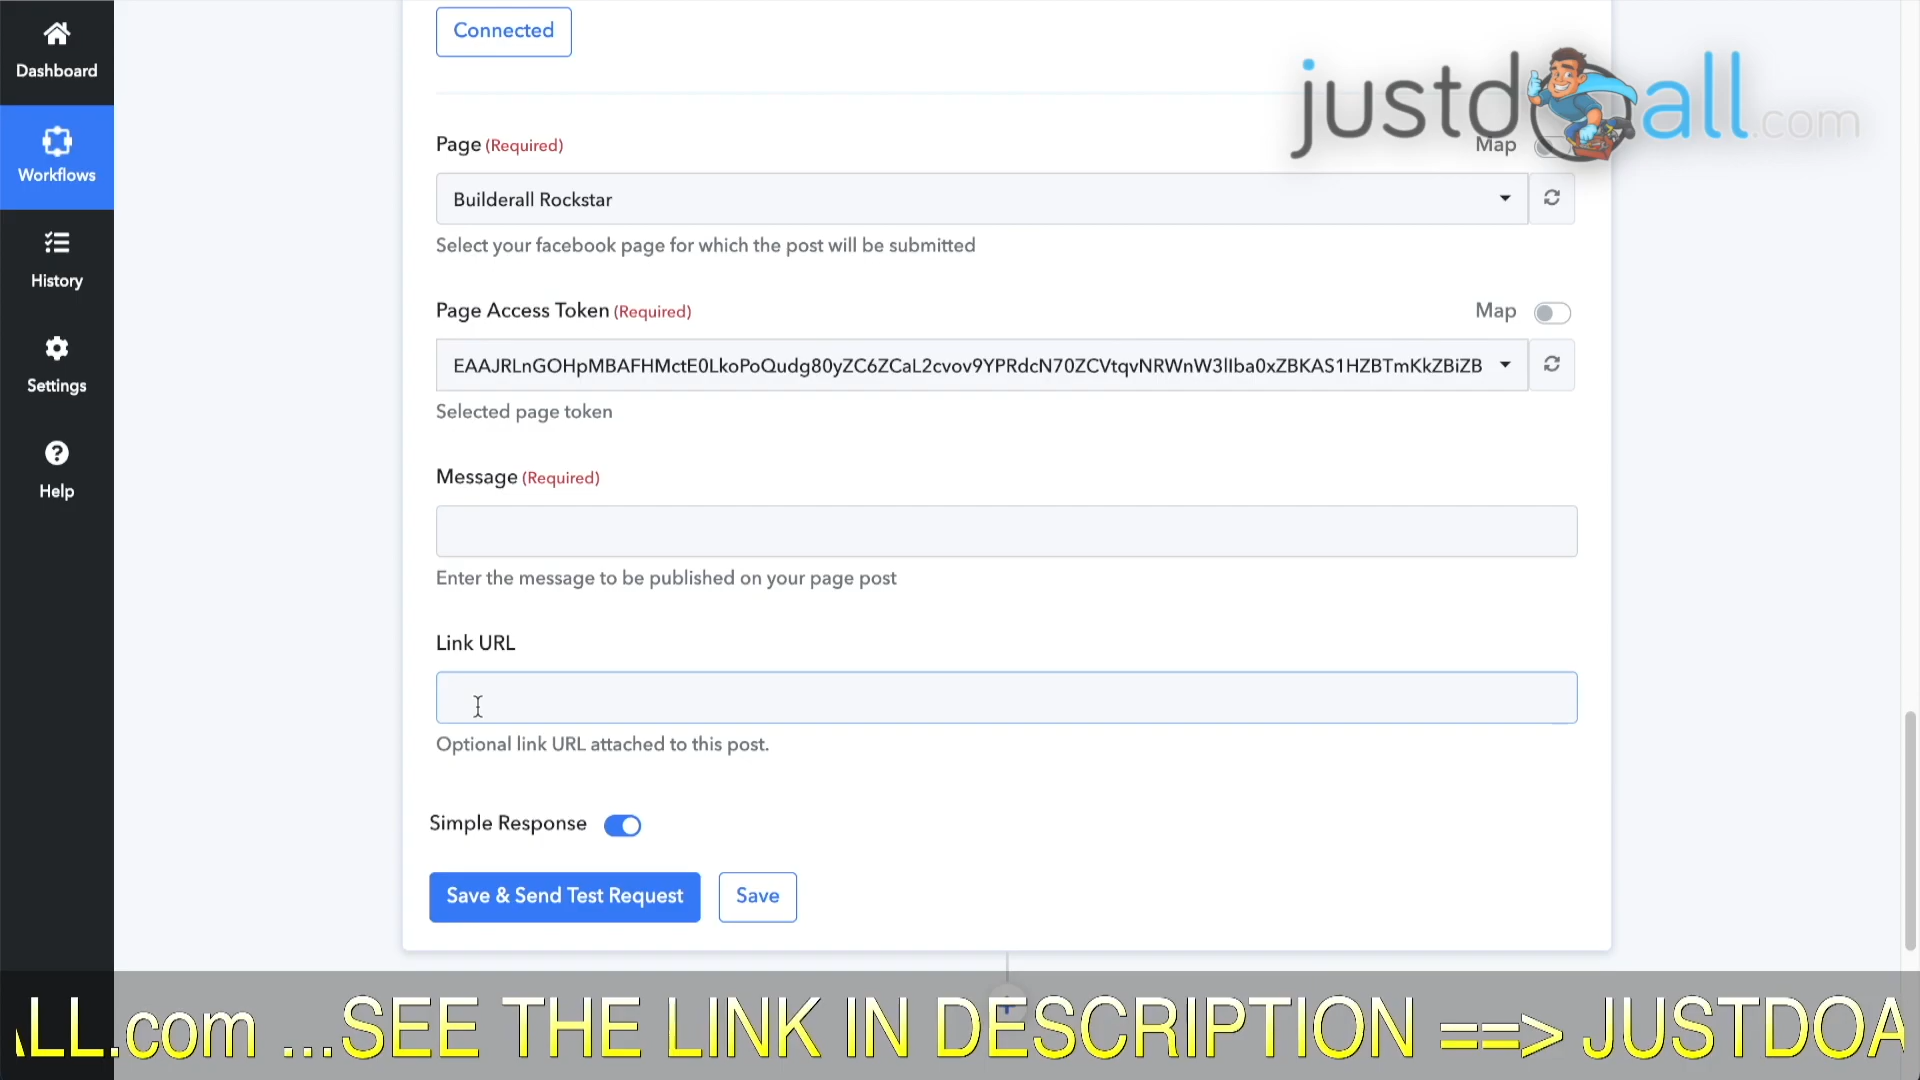 Connected
Dashboard
justdoall.com
Page (Required)
Map
Workflows
Builderall Rockstar
Select your facebook page for which the post will be submitted
History
Page Access Token (Required)
Map
EAAJRLnGOHpMBAFHMctE0LkoPoQudg80yZC6ZCaL2cvov9YPRdcN70ZCVtqvNRWnW3lIba0xZBKAS1HZBTmKkZBiZB
Settings
Selected page token
Message (Required)
Help
Enter the message to be published on your page post
Link URL
Optional link URL attached to this post.
Simple Response
Save & Send Test Request
Save
ALL.com ...SEE THE LINK IN DESCRIPTION ==> JUSTDOA